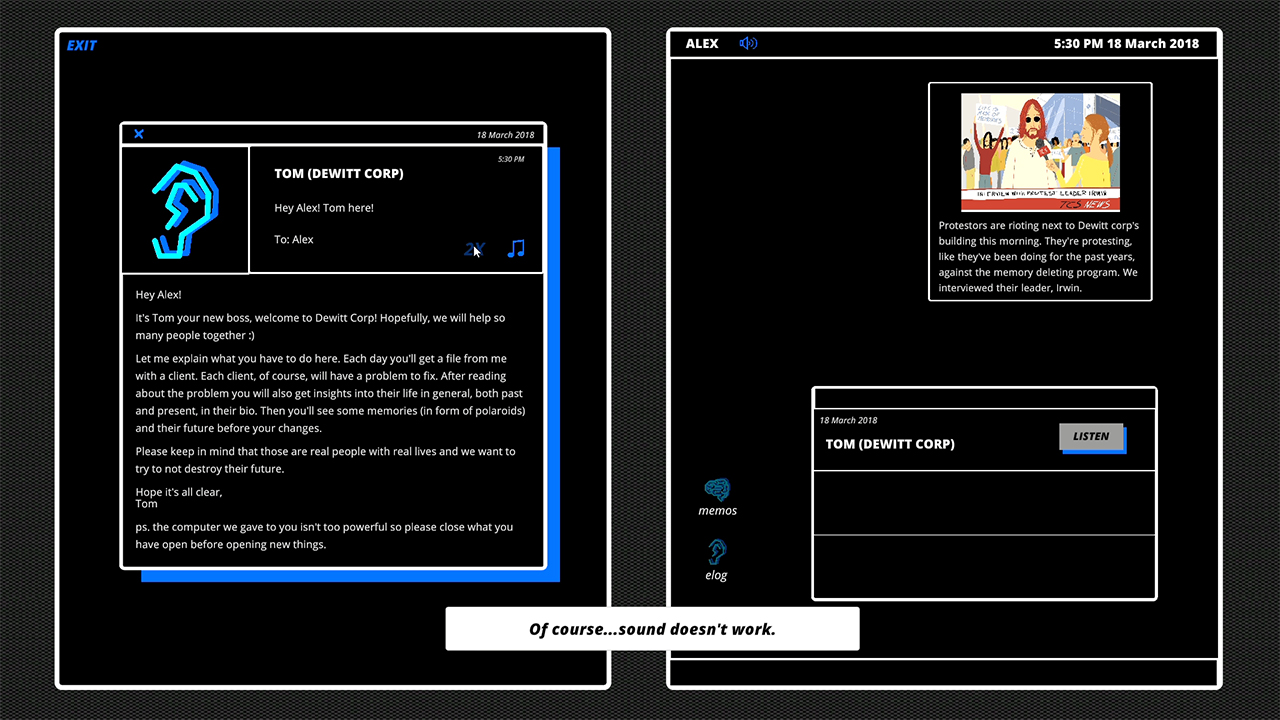 EXIT
18 March 2018
5:30 PM
TOM (DEWITT CORP)
Hey Alex! Tom here!
To: Alex
2X
Hey Alex!
It's Tom your new boss, welcome to Dewitt Corp! Hopefully, we will help so
many people together :)
Let me explain what you have to do here. Each day you'll get a file from me
with a client. Each client, of course, will have a problem to fix. After reading
about the problem you will also get insights into their life in general, both past
and present, in their bio. Then you'll see some memories (in form of polaroids)
and their future before your changes.
Please keep in mind that those are real people with real lives and we want to
try to not destroy their future.
Hope it's all clear,
Tom
ps. the computer we gave to you isn't too powerful so please close what you
have open before opening new things.
ALEX
5:30 PM 18 March 2018
LIFE IS
MADE OF
MEMORIES
INTERVIEW WITH PROTEST LEADER IRWIN
TCS NEWS
Protestors are rioting next to Dewitt corp's
building this morning. They're protesting,
like they've been doing for the past years,
against the memory deleting program. We
interviewed their leader, Irwin.
18 March 2018
TOM (DEWITT CORP)
LISTEN
memos
elog
Of course...sound doesn't work.